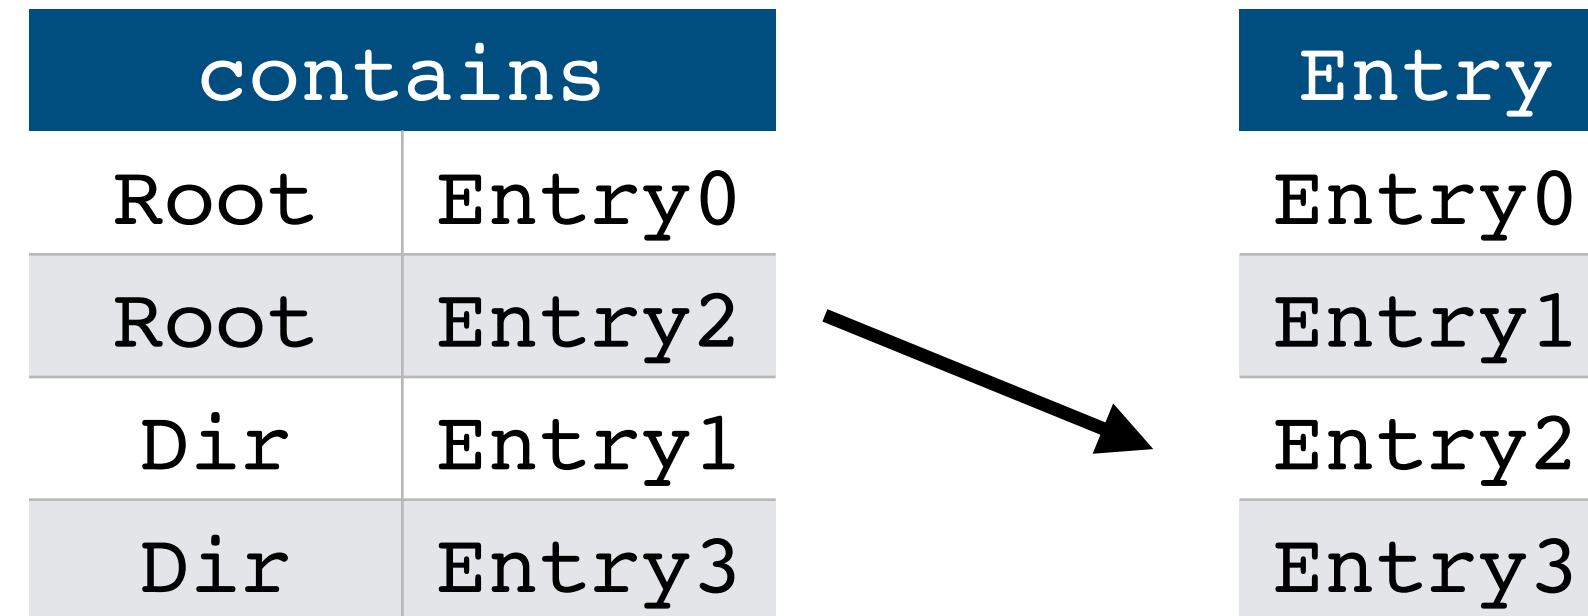 contains
Root Entry0
Root Entry2
Dir Entry1
Dir Entry3
Entry
Entry0
Entry1
Entry2
Entry3